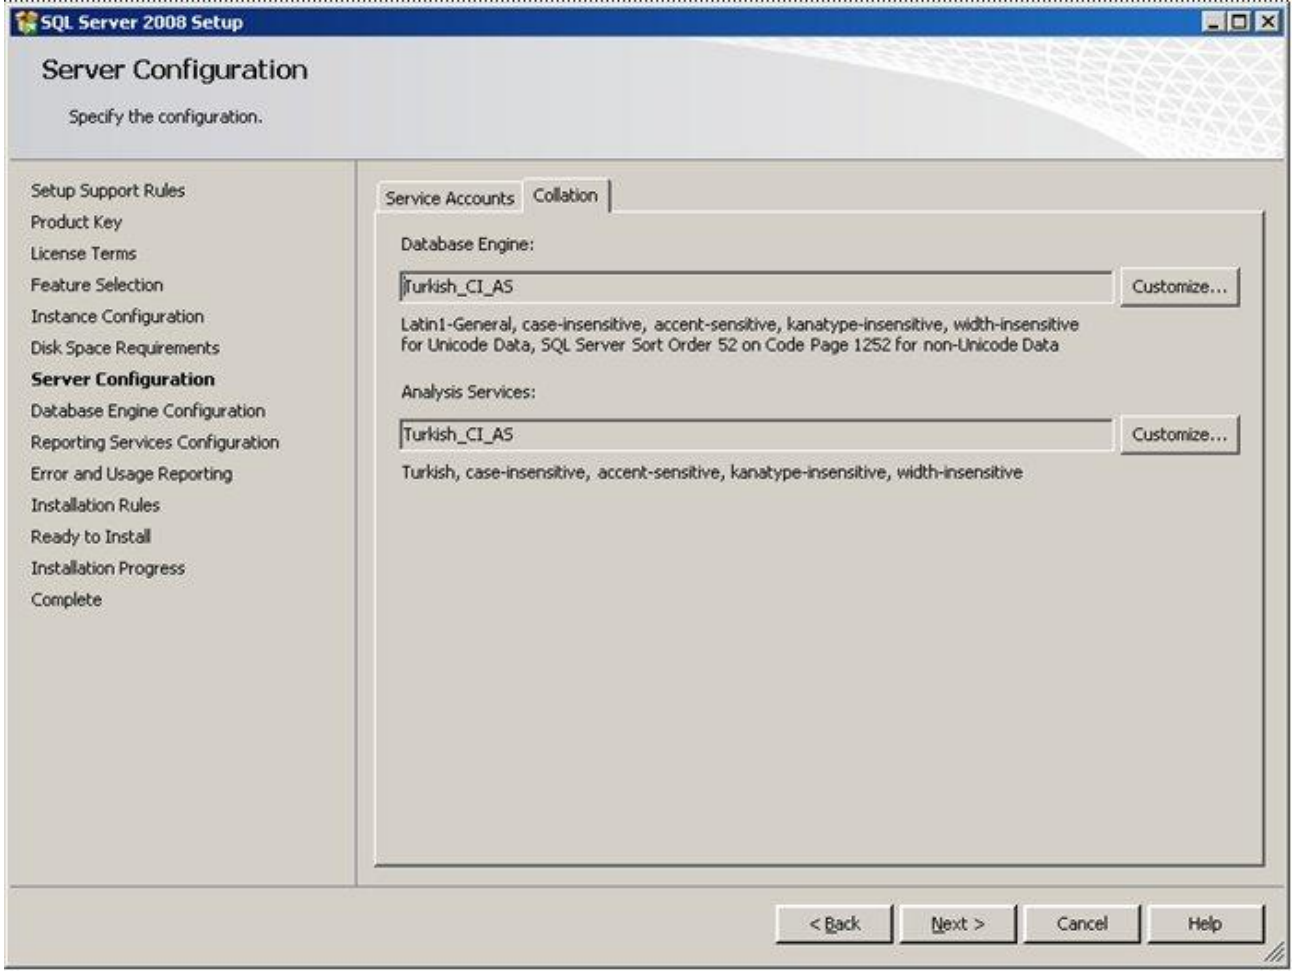 SQL Server 2008 Setup
Server Configuration
Specify the configuration.
Setup Support Rules
Product Key
License Terms
Feature Selection
Instance Configuration
Disk Space Requirements
Server Configuration
Database Engine Configuration
Reporting Services Configuration
Error and Usage Reporting
Installation Rules
Ready to Install
Installation Progress
Complete
Service Accounts
Collation
Database Engine:
Turkish_CI_AS
Customize...
Latin1-General, case-insensitive, accent-sensitive, kanatype-insensitive, width-insensitive
for Unicode Data, SQL Server Sort Order 52 on Code Page 1252 for non-Unicode Data
Analysis Services:
Turkish_CI_AS
Customize...
Turkish, case-insensitive, accent-sensitive, kanatype-insensitive, width-insensitive
< Back
Next >
Cancel
Help